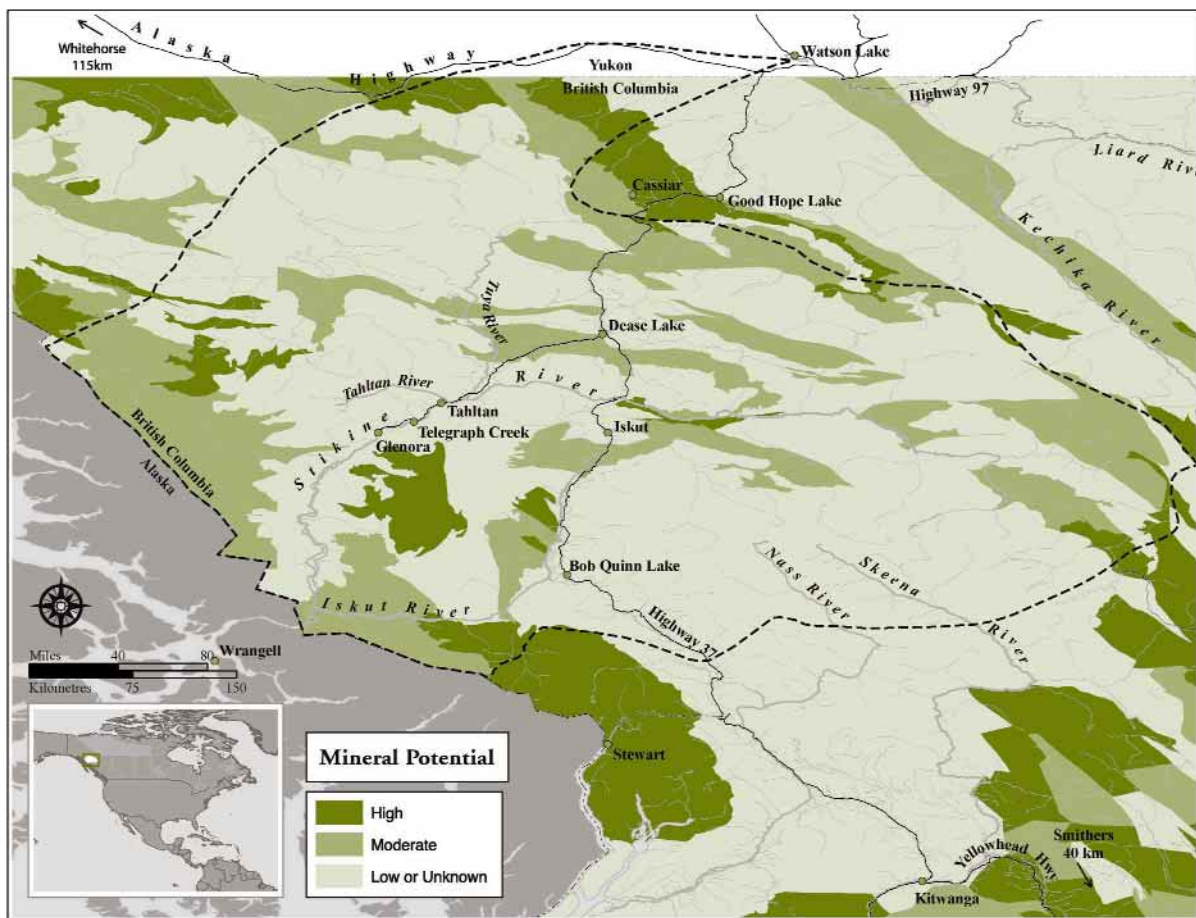 Alaska
Highway
Whitehorse
115km
Watson Lake
Yukon
British Columbia
Highway 97
Liard River
Cassiar
Good Hope Lake
Kechika River
Tuya River
Dease Lake
Tahltan River
River
Tahltan
Telegraph Creek
Iskut
Glenora
Stikine
British Columbia
Alaska
Bob Quinn Lake
Nass River
Skeena
River
Iskut River
Highway 37
Wrangell
Miles 40 80
Kilometres 75 150
Stewart
Mineral Potential
High
Moderate
Low or Unknown
Smithers
40 km
Yellowhead Hwy
Kitwanga